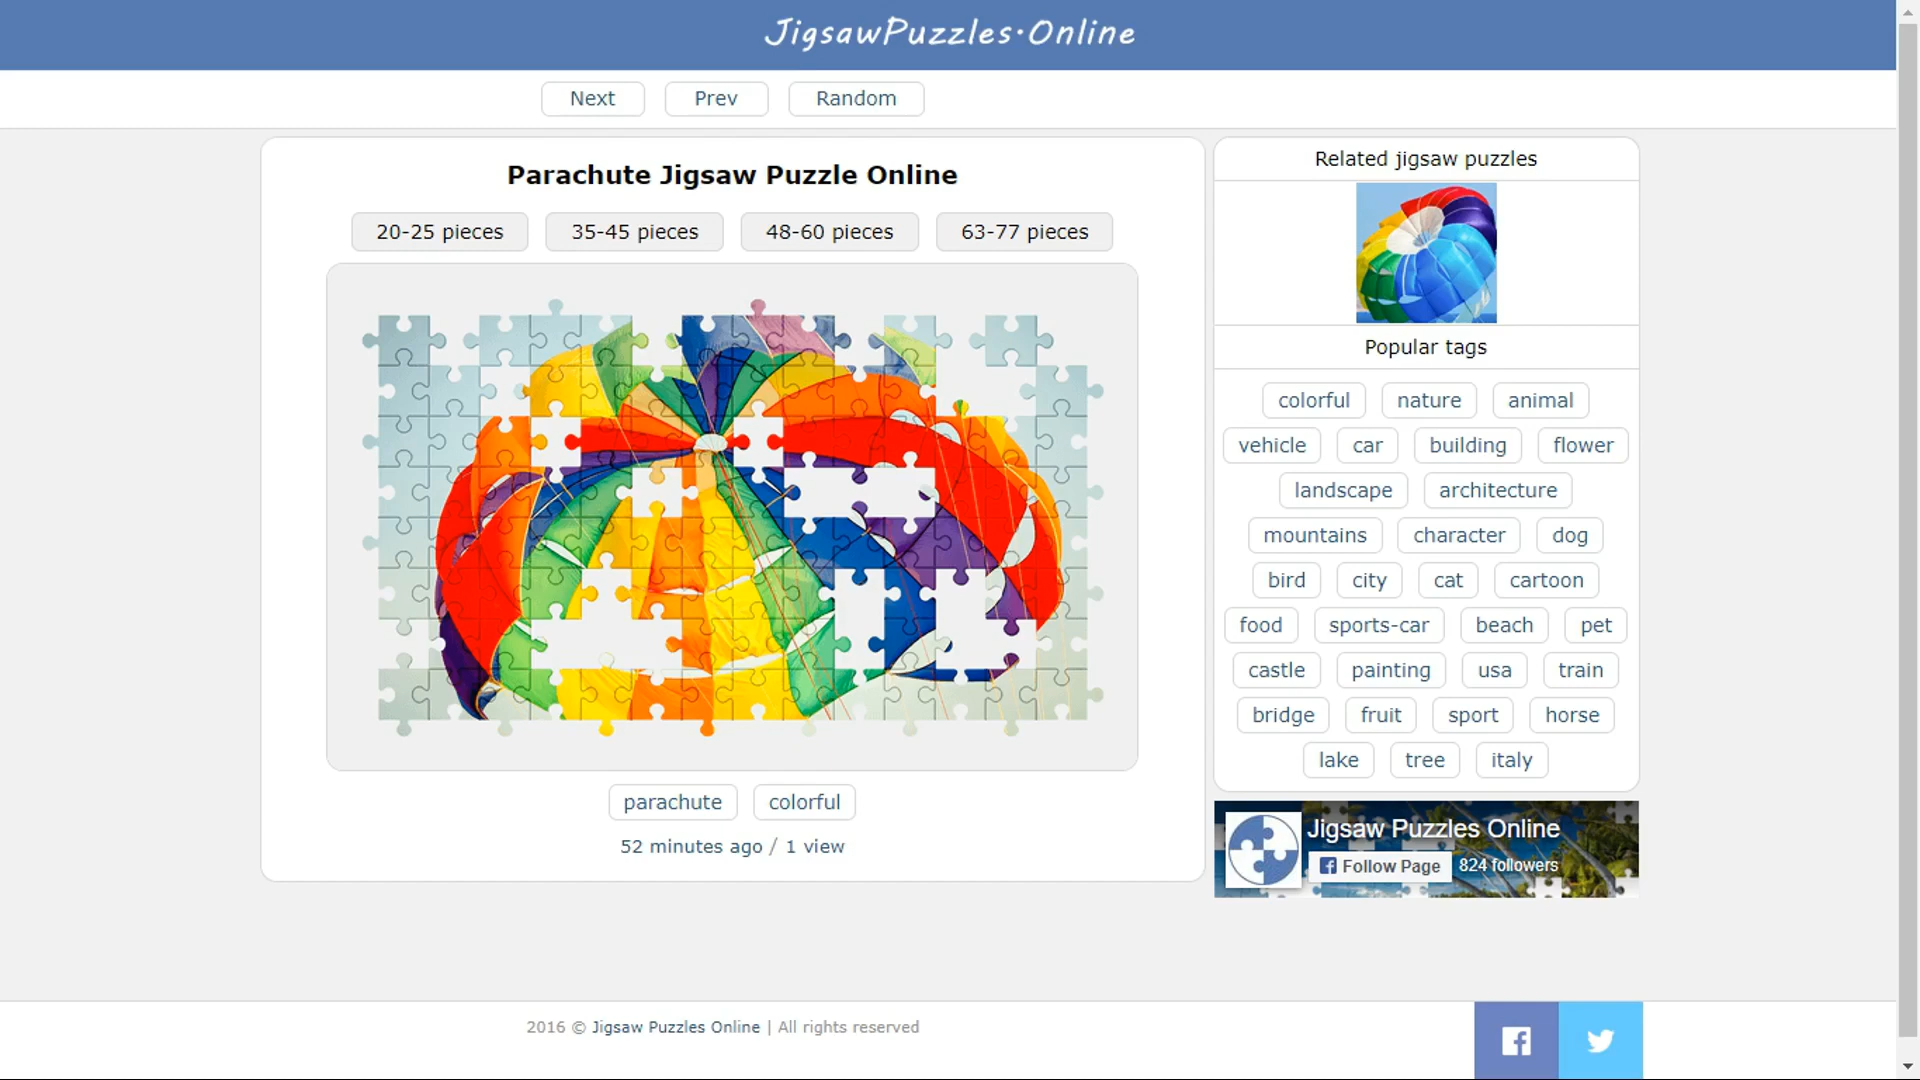 JigsawPuzzles·Online
Next Prev Random
Parachute Jigsaw Puzzle Online
20-25 pieces 35-45 pieces 48-60 pieces 63-77 pieces
parachute colorful
52 minutes ago / 1 view
Related jigsaw puzzles
Popular tags
colorful nature animal
vehicle car building flower
landscape architecture
mountains character dog
bird city cat cartoon
food sports-car beach pet
castle painting usa train
bridge fruit sport horse
lake tree italy
Jigsaw Puzzles Online
Follow Page 824 followers
2016 © Jigsaw Puzzles Online | All rights reserved